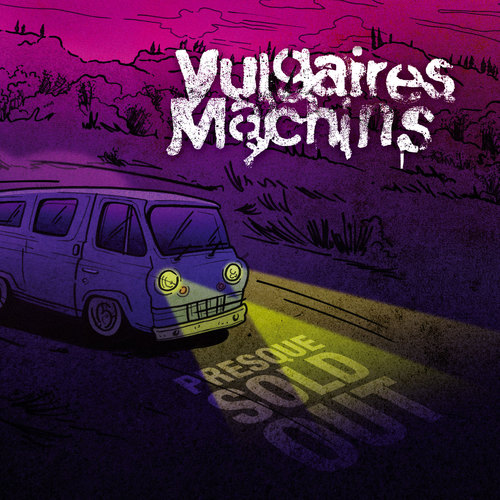 Vulgaires
Machins
PRESQUE
SOLD
OUT